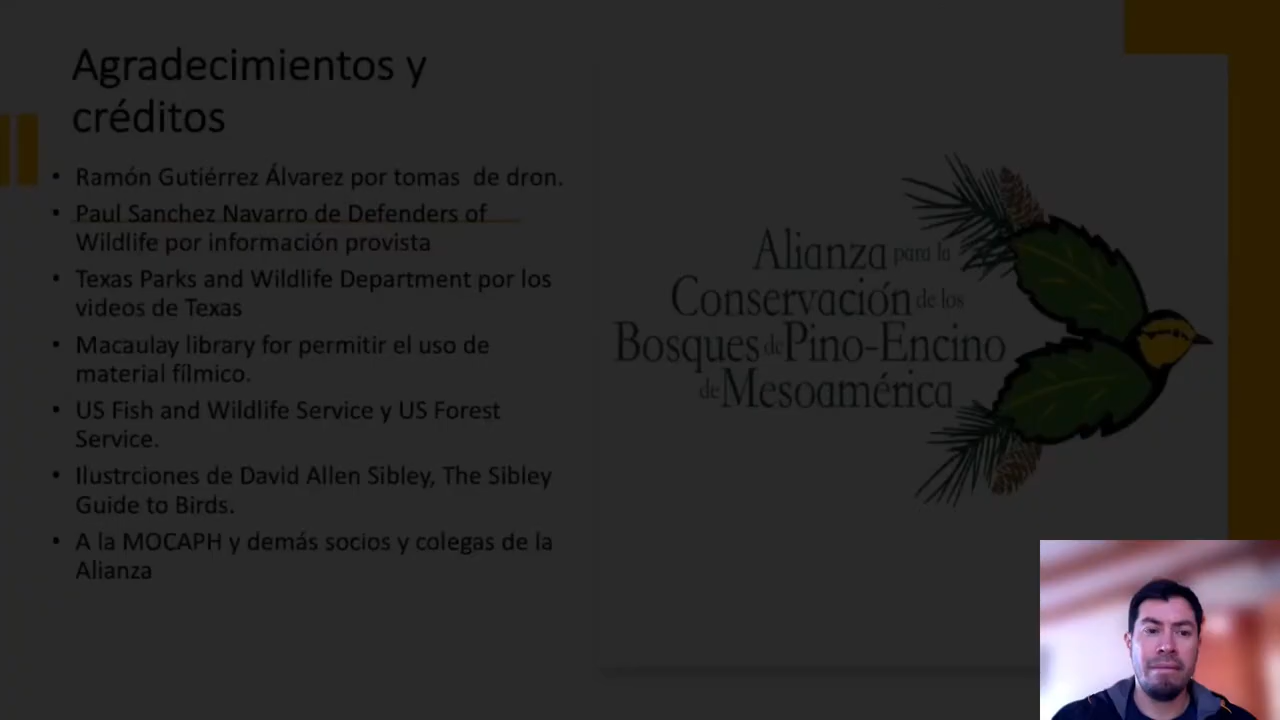 Agradecimientos y
créditos
• Ramón Gutiérrez Álvarez por tomas  de dron.
• Paul Sanchez Navarro de Defenders of
Wildlife por información provista
• Texas Parks and Wildlife Department por los
videos de Texas
• Macaulay library for permitir el uso de
material fílmico.
• US Fish and Wildlife Service y US Forest
Service.
• Ilustrciones de David Allen Sibley, The Sibley
Guide to Birds.
• A la MOCAPH y demás socios y colegas de la
Alianza
Alianza para la
Conservación de los
Bosques de Pino-Encino
de Mesoamérica